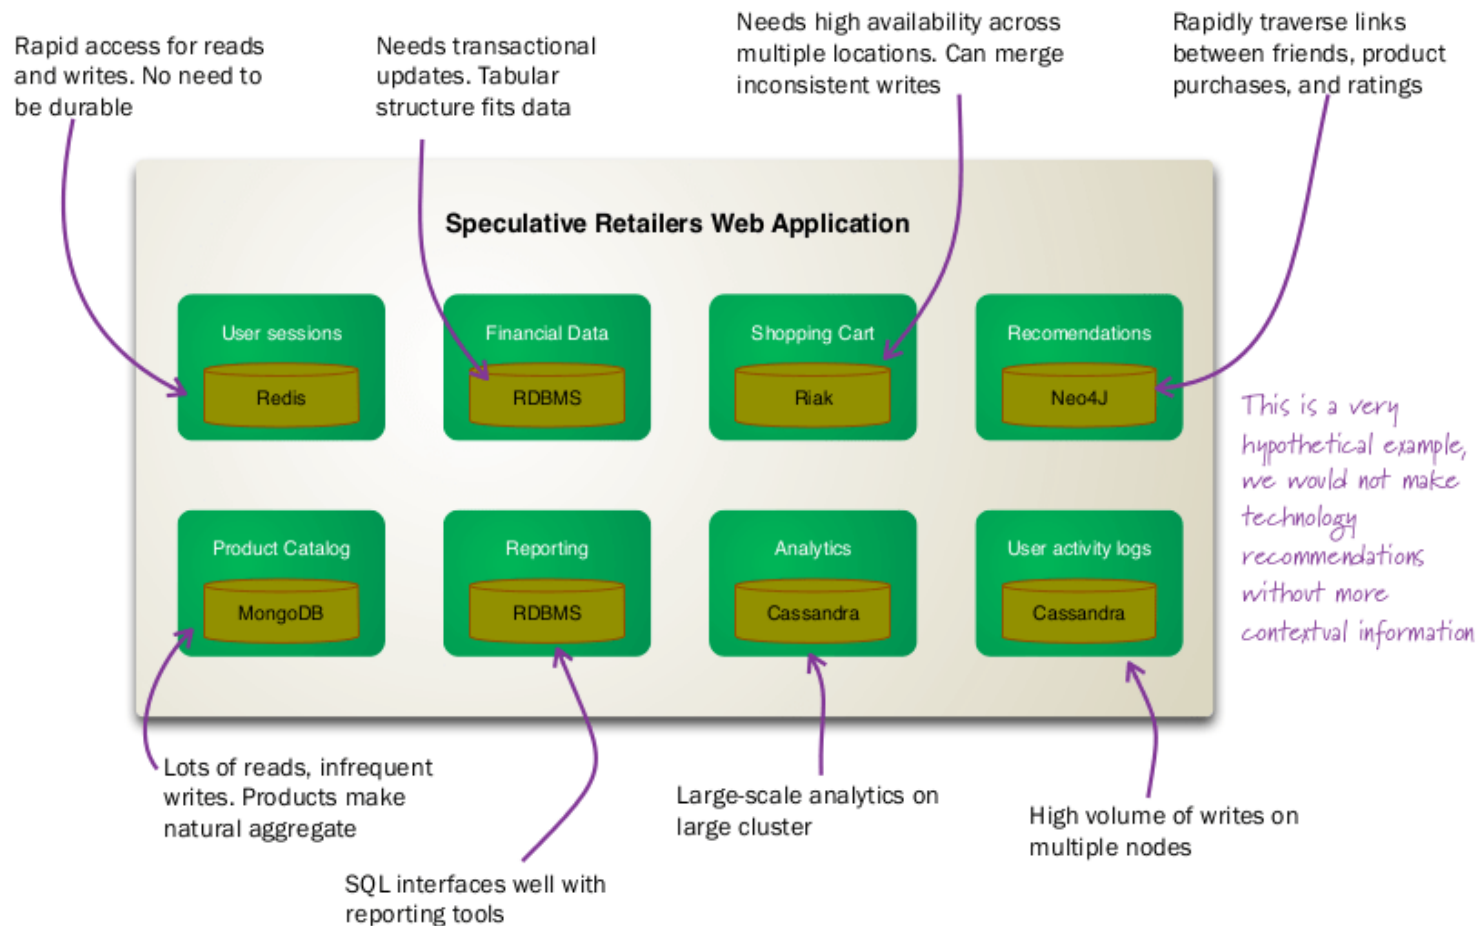 Rapid access for reads
and writes. No need to
be durable
Needs transactional
updates. Tabular
structure fits data
Needs high availability across
multiple locations. Can merge
inconsistent writes
Rapidly traverse links
between friends, product
purchases, and ratings
Speculative Retailers Web Application
User sessions
Redis
Financial Data
RDBMS
Shopping Cart
Riak
Recomendations
Neo4J
This is a very
hypothetical example,
we would not make
technology
recommendations
without more
contextual information
Product Catalog
MongoDB
Reporting
RDBMS
Analytics
Cassandra
User activity logs
Cassandra
Lots of reads, infrequent
writes. Products make
natural aggregate
SQL interfaces well with
reporting tools
Large-scale analytics on
large cluster
High volume of writes on
multiple nodes